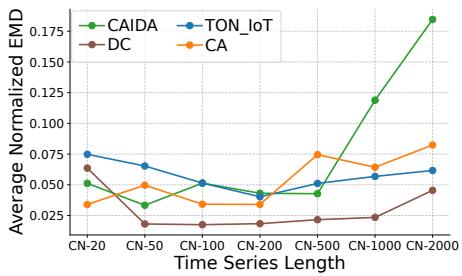 Average Normalized EMD
0.175
0.150
0.125
0.100
0.075
0.050
0.025
CAIDA
DC
TON_IoT
CA
CN-20 CN-50 CN-100 CN-200 CN-500 CN-1000 CN-2000
Time Series Length